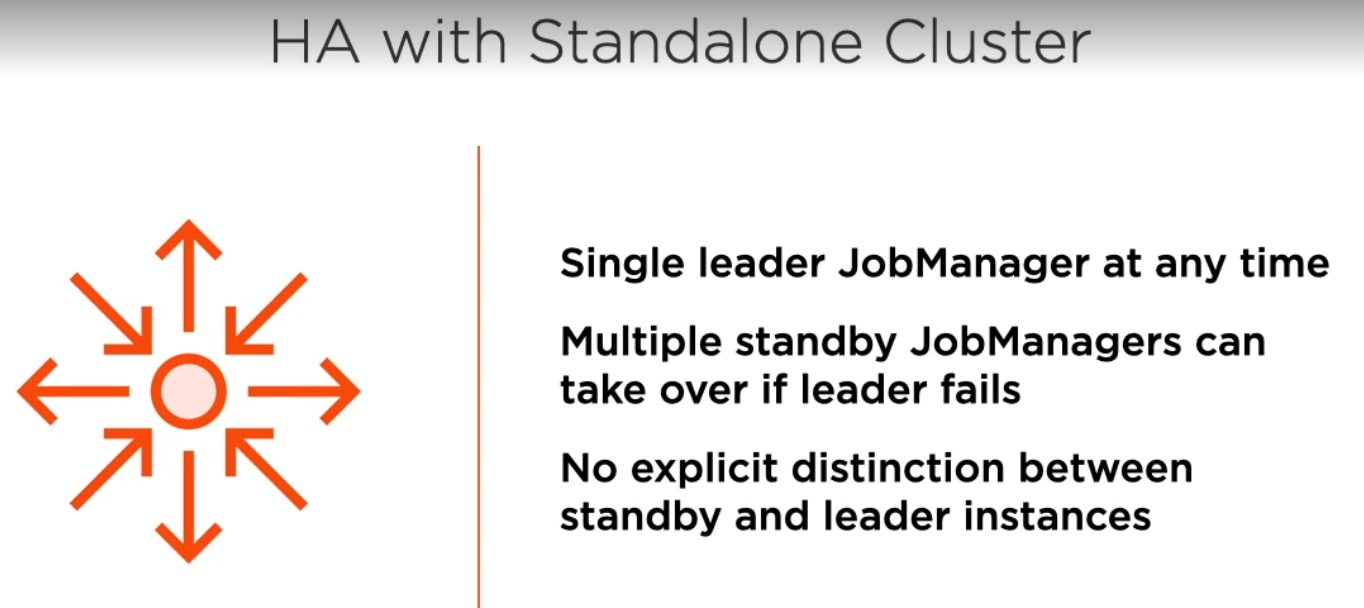 HA with Standalone Cluster
Single leader JobManager at any time
Multiple standby JobManagers can
take over if leader fails
No explicit distinction between
standby and leader instances